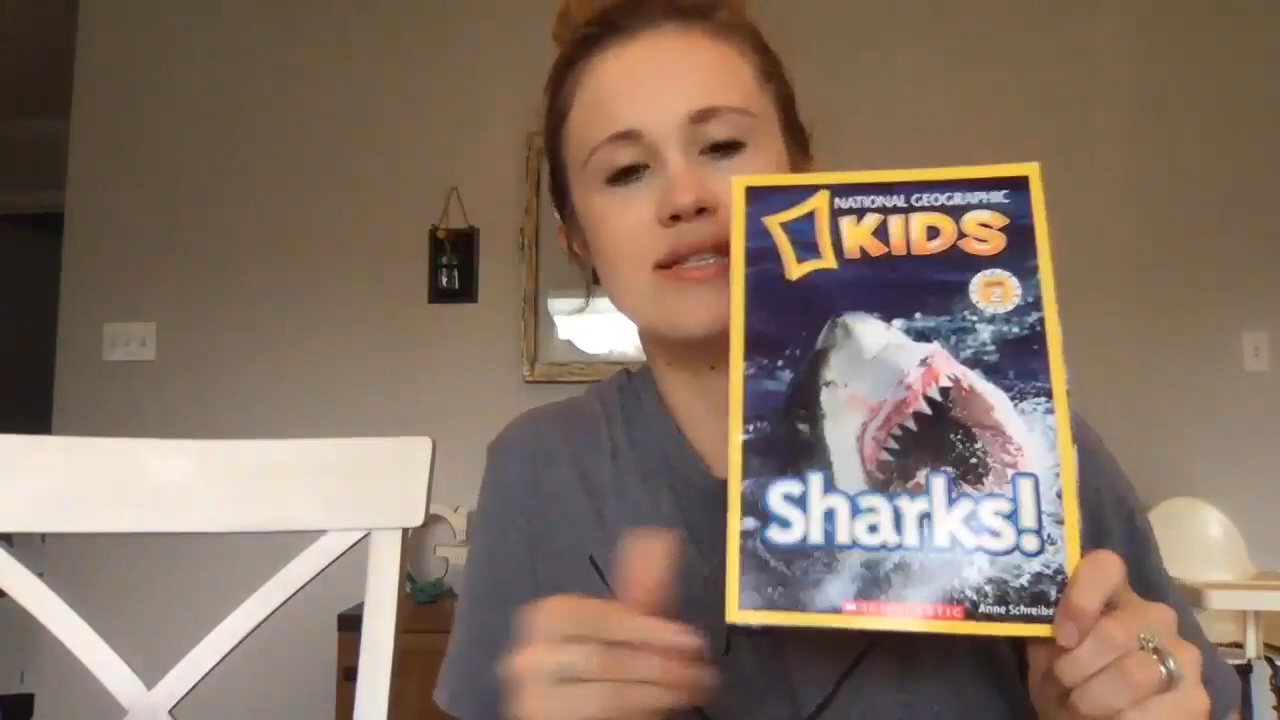 NATIONAL GEOGRAPHIC
KIDS
2
Sharks!
SCHOLASTIC
Anne Schreibe
G